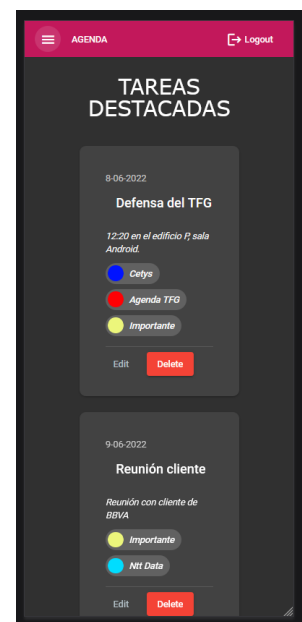 AGENDA
Logout
TAREAS
DESTACADAS
8-06-2022
Defensa del TFG
12:20 en el edificio P, sala
Android.
Cetys
Agenda TFG
Importante
Edit
Delete
9-06-2022
Reunión cliente
Reunión con cliente de
BBVA
Importante
Ntt Data
Edit
Delete